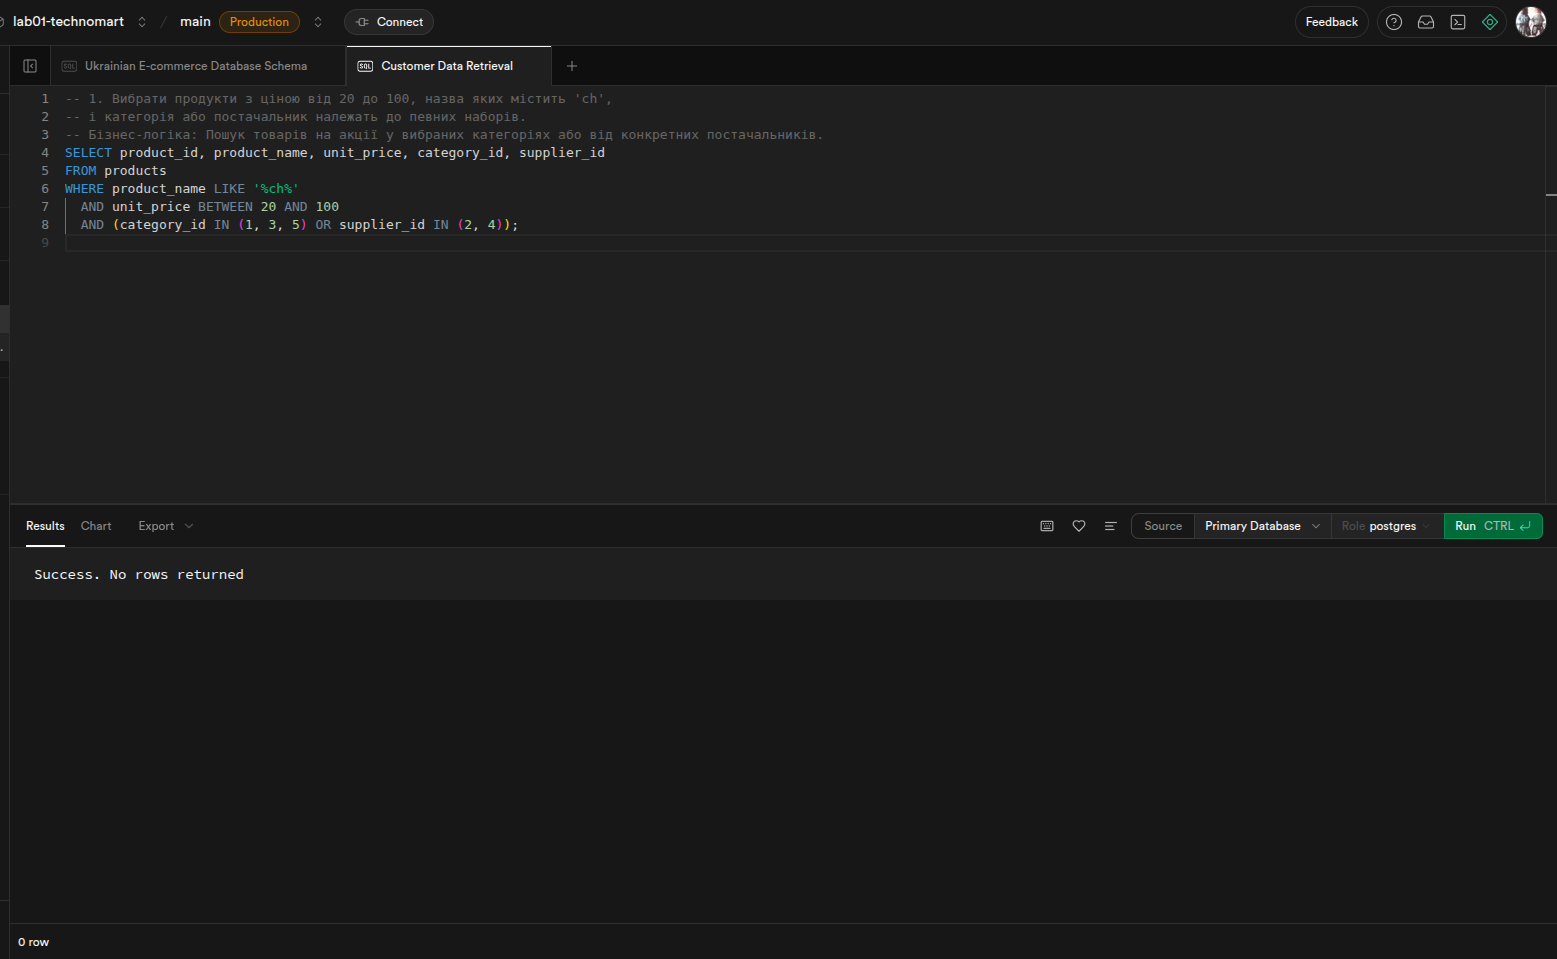 lab01-technomart / main Production Connect Feedback
SQL Ukrainian E-commerce Database Schema SQL Customer Data Retrieval +
1 -- 1. Вибрати продукти з ціною від 20 до 100, назва яких містить 'ch',
2 -- і категорія або постачальник належать до певних наборів.
3 -- Бізнес-логіка: Пошук товарів на акції у вибраних категоріях або від конкретних постачальників.
4 SELECT product_id, product_name, unit_price, category_id, supplier_id
5 FROM products
6 WHERE product_name LIKE '%ch%'
7 AND unit_price BETWEEN 20 AND 100
8 AND (category_id IN (1, 3, 5) OR supplier_id IN (2, 4));
9
Results Chart Export Source Primary Database Role postgres Run CTRL
Success. No rows returned
0 row